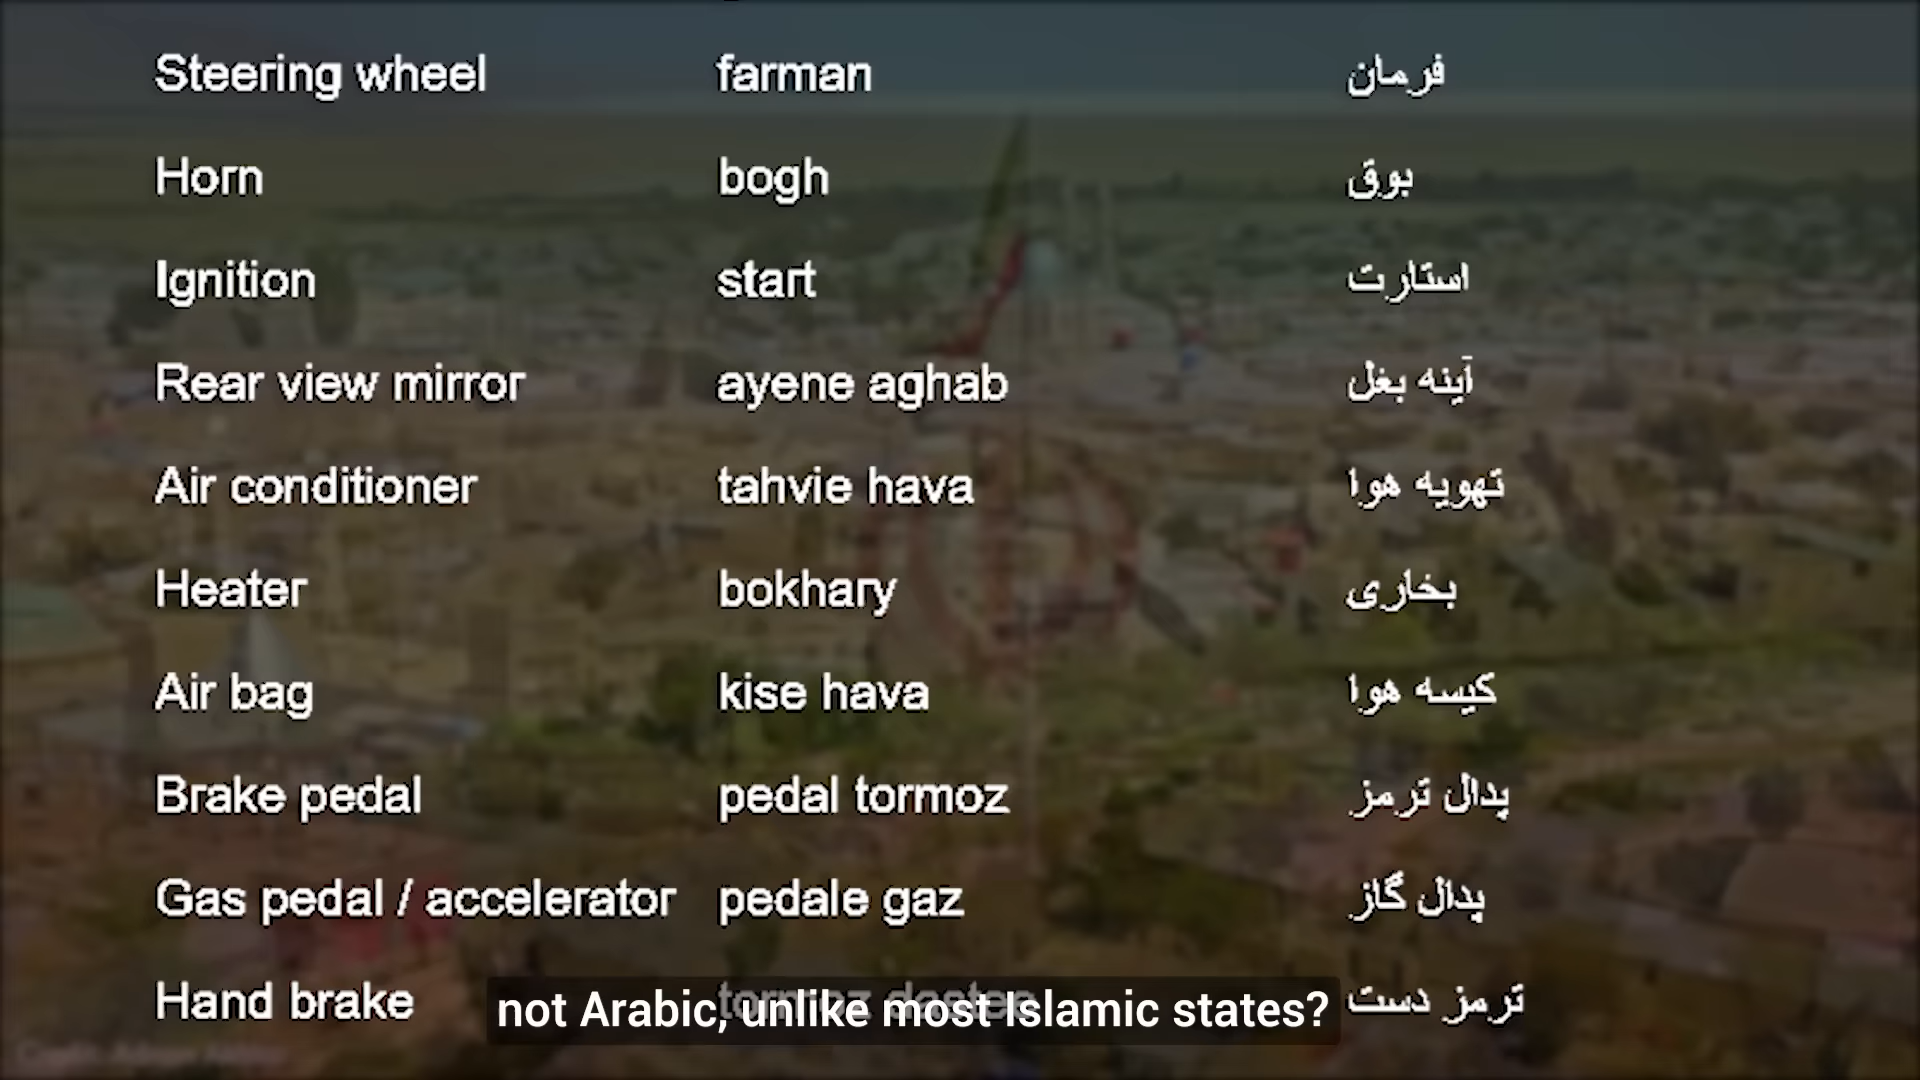 Steering wheel farman فرمان
Horn bogh بوق
Ignition start استارت
Rear view mirror ayene aghab آینه بغل
Air conditioner tahvie hava تهویه هوا
Heater bokhary بخاری
Air bag kise hava کیسه هوا
Brake pedal pedal tormoz پدال ترمز
Gas pedal / accelerator pedale gaz پدال گاز
Hand brake ترمز دست
not Arabic, unlike most Islamic states?